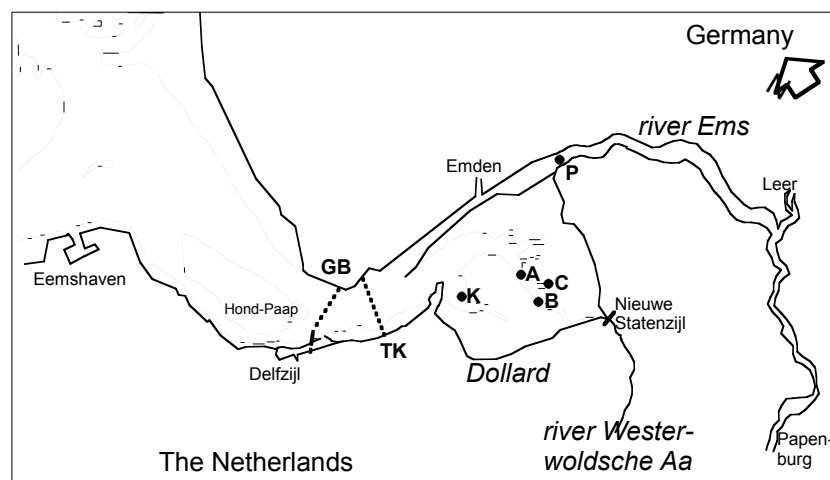 Germany
river Ems
Emden
P
Leer
GB
A
C
Eemshaven
K
B
Hond-Paap
Nieuwe
Statenzijl
TK
Delfzijl
Dollard
river Wester-
woldsche Aa
Papen-
burg
The Netherlands